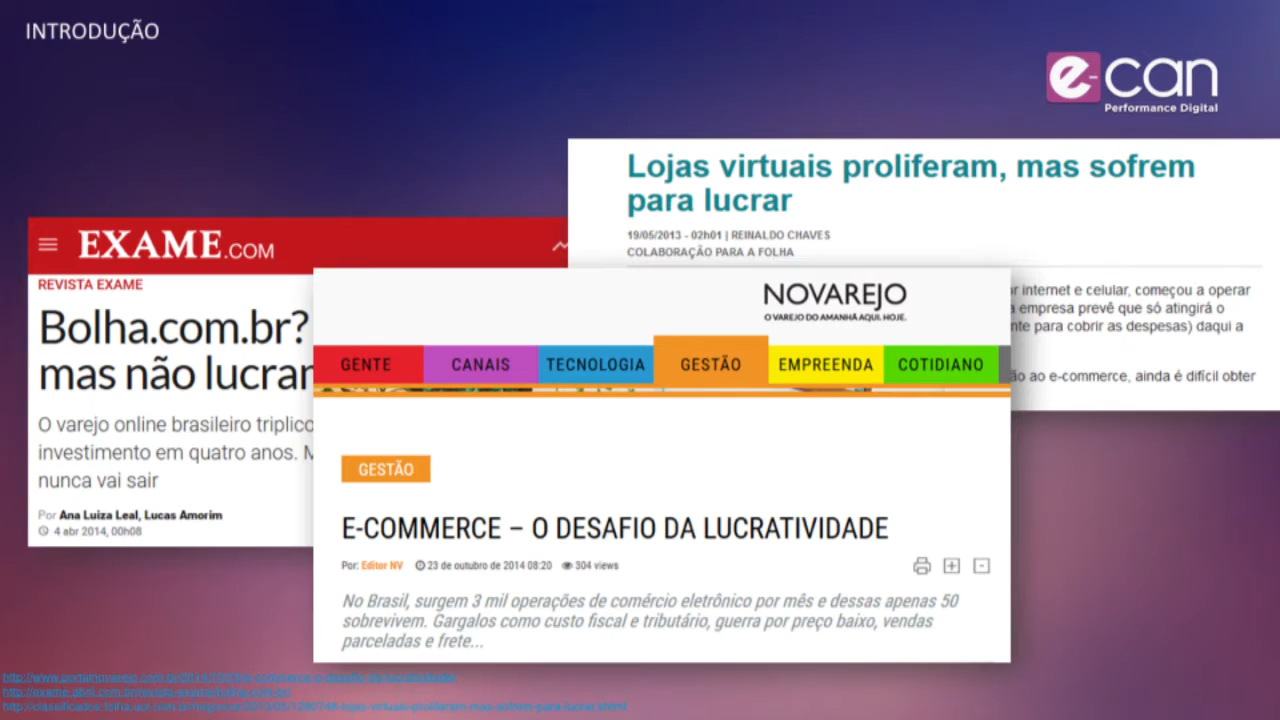 INTRODUÇÃO
e-can
Performance Digital
Lojas virtuais proliferam, mas sofrem
para lucrar
19/05/2013 - 02h01 | REINALDO CHAVES
COLABORAÇÃO PARA A FOLHA
internet e celular, começou a operar
empresa prevê que só atingirá o
para cobrir as despesas) daqui a
ao e-commerce, ainda é difícil obter
EXAME.COM
REVISTA EXAME
Bolha.com.br?
mas não lucrar
O varejo online brasileiro triplico
investimento em quatro anos. M
nunca vai sair
Por Ana Luiza Leal, Lucas Amorim
4 abr 2014, 00h08
NOVAREJO
O VAREJO DO AMANHÃ AQUI. HOJE.
GENTE CANAIS TECNOLOGIA GESTÃO EMPREENDA COTIDIANO
GESTÃO
E-COMMERCE – O DESAFIO DA LUCRATIVIDADE
Por: Editor NV 23 de outubro de 2014 08:20 304 views
No Brasil, surgem 3 mil operações de comércio eletrônico por mês e dessas apenas 50
sobrevivem. Gargalos como custo fiscal e tributário, guerra por preço baixo, vendas
parceladas e frete...